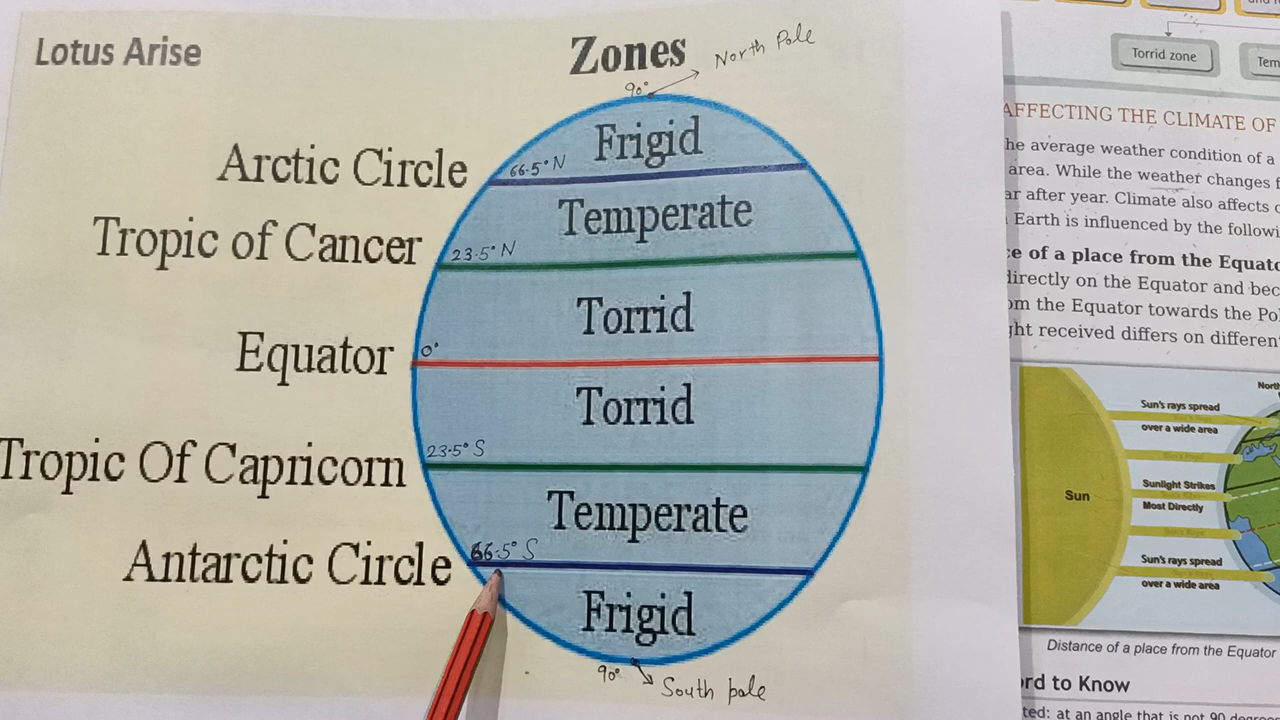 Lotus Arise
Zones
North Pole
90°
Frigid
Arctic Circle
66.5° N
Temperate
Tropic of Cancer
23.5° N
Torrid
Equator
0°
Torrid
Tropic Of Capricorn
23.5° S
Temperate
Antarctic Circle
66.5° S
Frigid
90°
South pole
Torrid zone
Tem
AFFECTING THE CLIMATE OF
he average weather condition of a
area. While the weather changes f
ar after year. Climate also affects
Earth is influenced by the followi
ce of a place from the Equato
directly on the Equator and bec
om the Equator towards the Po
ght received differs on differen
North
Sun's rays spread
over a wide area
Sun
Sunlight Strikes
Most Directly
Sun's rays spread
over a wide area
Distance of a place from the Equator
ord to Know
ted: at an angle that is not 90 degre